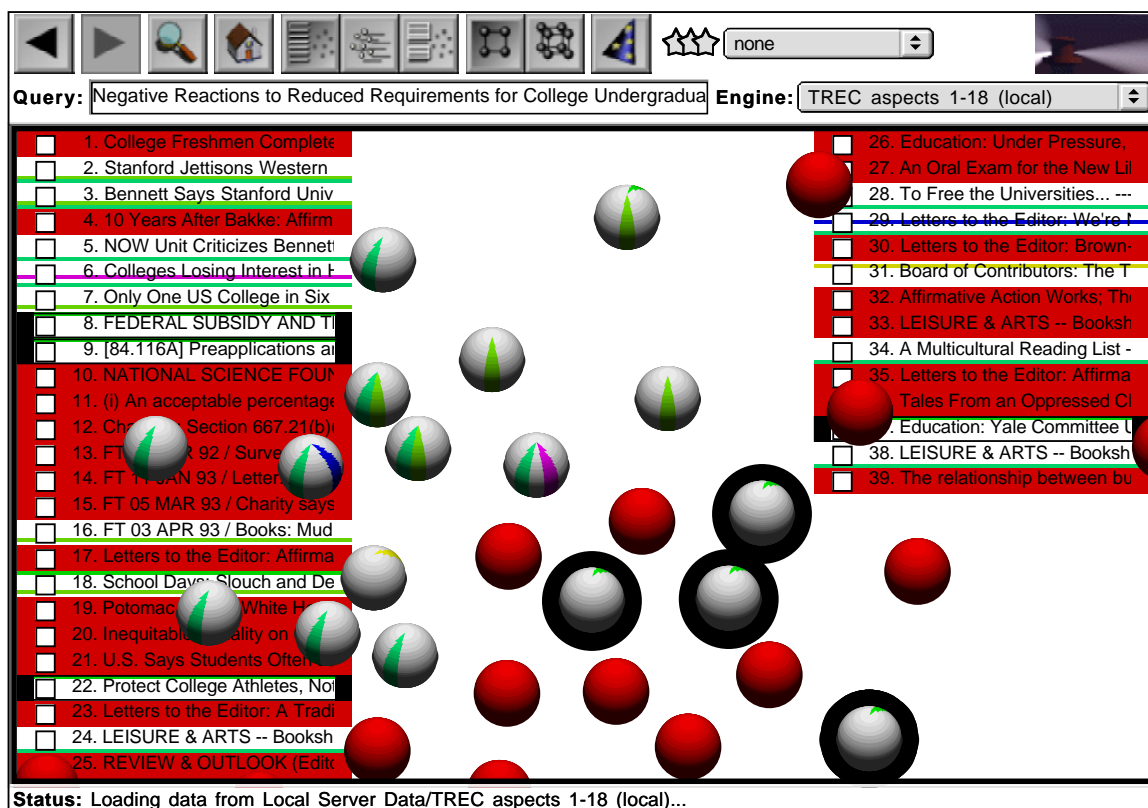 none
Query: Negative Reactions to Reduced Requirements for College Undergradua Engine: TREC aspects 1-18 (local)
1. College Freshmen Complete
2. Stanford Jettisons Western
3. Bennett Says Stanford Univ
4. 10 Years After Bakke: Affirm
5. NOW Unit Criticizes Bennett
6. Colleges Losing Interest in H
7. Only One US College in Six
8. FEDERAL SUBSIDY AND T
9. [84.116A] Preapplications a
10. NATIONAL SCIENCE FOUN
11. (i) An acceptable percentage
12. Section 667.21(b)
13. FT 92 / Surve
14. FT JAN 93 / Letter
15. FT 05 MAR 93 / Charity says
16. FT 03 APR 93 / Books: Mud
17. Letters to the Editor: Affirma
18. School Days: Slouch and De
19. Potomac White H
20. Inequitable on
21. U.S. Says Students Often
22. Protect College Athletes, Not
23. Letters to the Editor: A Tradi
24. LEISURE & ARTS -- Booksh
25. REVIEW & OUTLOOK (Edito
26. Education: Under Pressure,
27. An Oral Exam for the New Li
28. To Free the Universities... ---
29. Letters to the Editor: We're N
30. Letters to the Editor: Brown-
31. Board of Contributors: The T
32. Affirmative Action Works; The
33. LEISURE & ARTS -- Booksh
34. A Multicultural Reading List -
35. Letters to the Editor: Affirma
Tales From an Oppressed Cl
Education: Yale Committee U
38. LEISURE & ARTS -- Booksh
39. The relationship between bu
Status: Loading data from Local Server Data/TREC aspects 1-18 (local)...